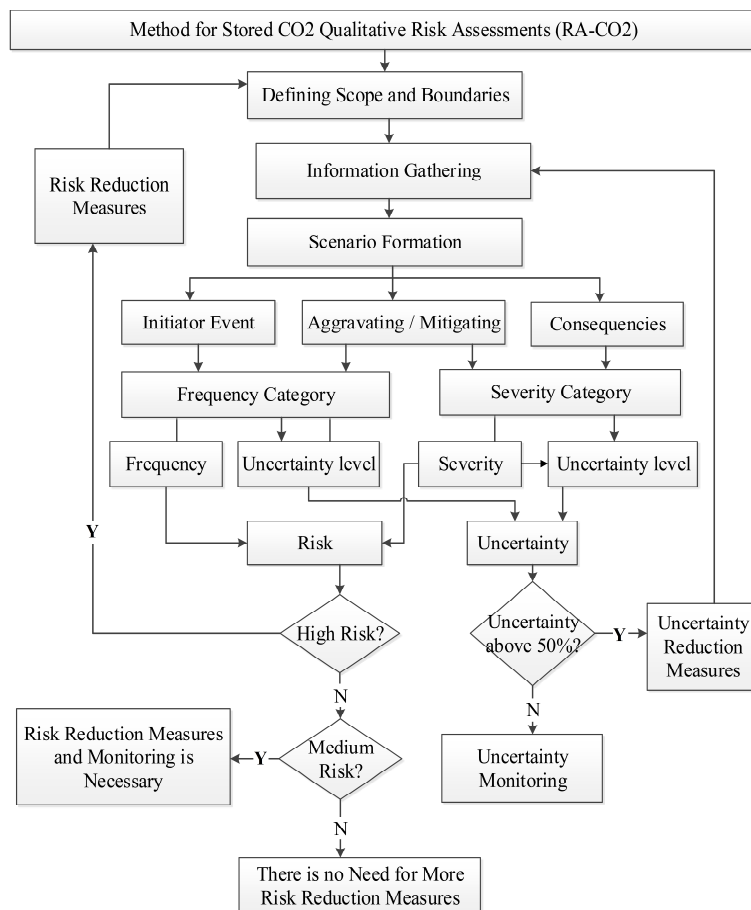 Method for Stored CO2 Qualitative Risk Assessments (RA-CO2)
Defining Scope and Boundaries
Risk Reduction
Measures
Information Gathering
Scenario Formation
Initiator Event
Aggravating / Mitigating
Consequencies
Frequency Category
Severity Category
Frequency
Uncertainty level
Severity
Uncertainty level
Y
Risk
Uncertainty
High Risk?
Uncertainty
above 50%?
Y
Uncertainty
Reduction
Measures
N
N
Risk Reduction Measures
and Monitoring is
Necessary
Y
Medium
Risk?
Uncertainty
Monitoring
N
There is no Need for More
Risk Reduction Measures